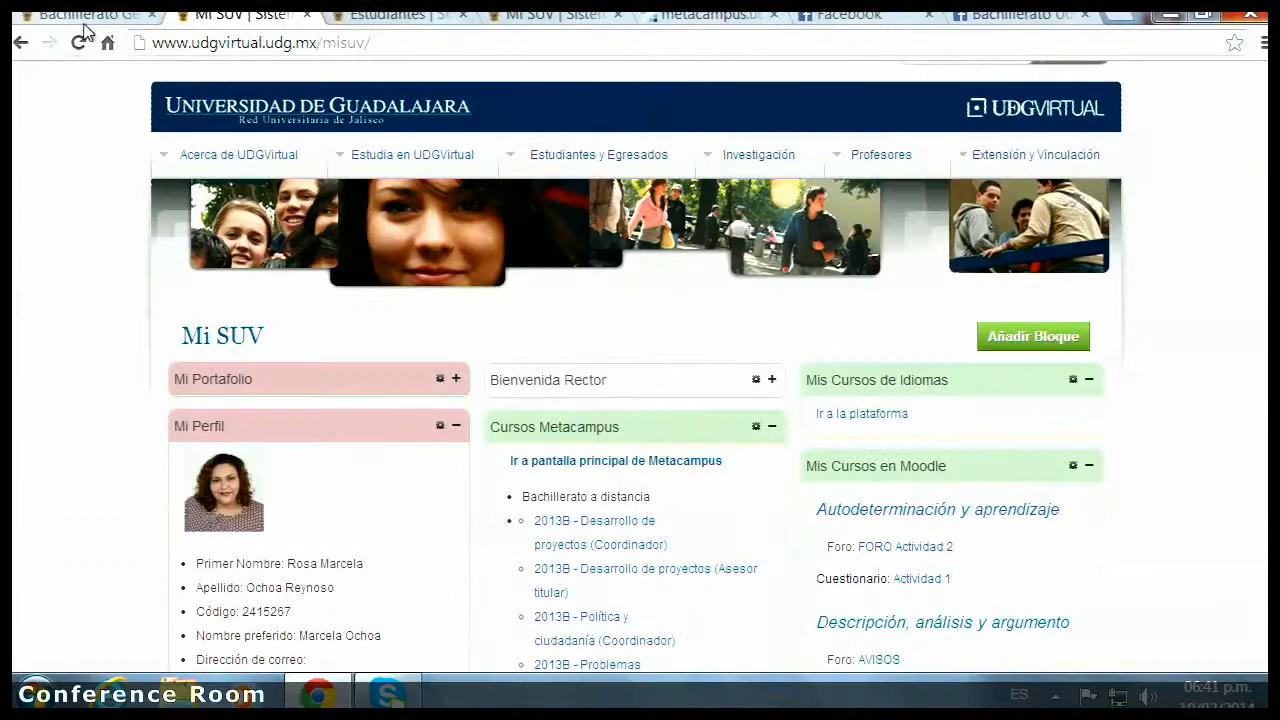 Bachillerato Ge × Mi SUV | Sistem × Estudiantes | S × Mi SUV | Sistem × metacampus.u × Facebook × Bachillerato U ×
www.udgvirtual.udg.mx/misuv/
UNIVERSIDAD DE GUADALAJARA
Red Universitaria de Jalisco
UDGVIRTUAL
Acerca de UDGVirtual Estudia en UDGVirtual Estudiantes y Egresados Investigación Profesores Extensión y Vinculación
Mi SUV
Añadir Bloque
Mi Portafolio
Mi Perfil
Primer Nombre: Rosa Marcela
Apellido: Ochoa Reynoso
Código: 2415267
Nombre preferido: Marcela Ochoa
Dirección de correo:
Bienvenida Rector
Cursos Metacampus
Ir a pantalla principal de Metacampus
Bachillerato a distancia
2013B - Desarrollo de
proyectos (Coordinador)
2013B - Desarrollo de proyectos (Asesor
titular)
2013B - Política y
ciudadanía (Coordinador)
2013B - Problemas
Mis Cursos de Idiomas
Ir a la plataforma
Mis Cursos en Moodle
Autodeterminación y aprendizaje
Foro: FORO Actividad 2
Cuestionario: Actividad 1
Descripción, análisis y argumento
Foro: AVISOS
Conference Room
ES
06:41 p.m.
10/02/2014